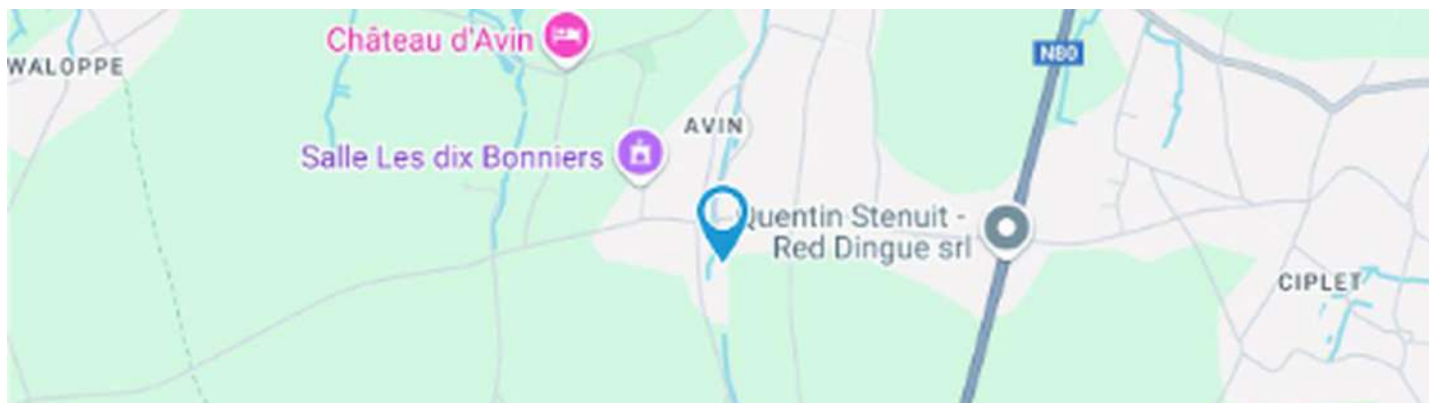 Château d'Avin
N80
WALOPPE
AVIN
Salle Les dix Bonniers
Quentin Stenuit -
Red Dingue srl
CIPLET